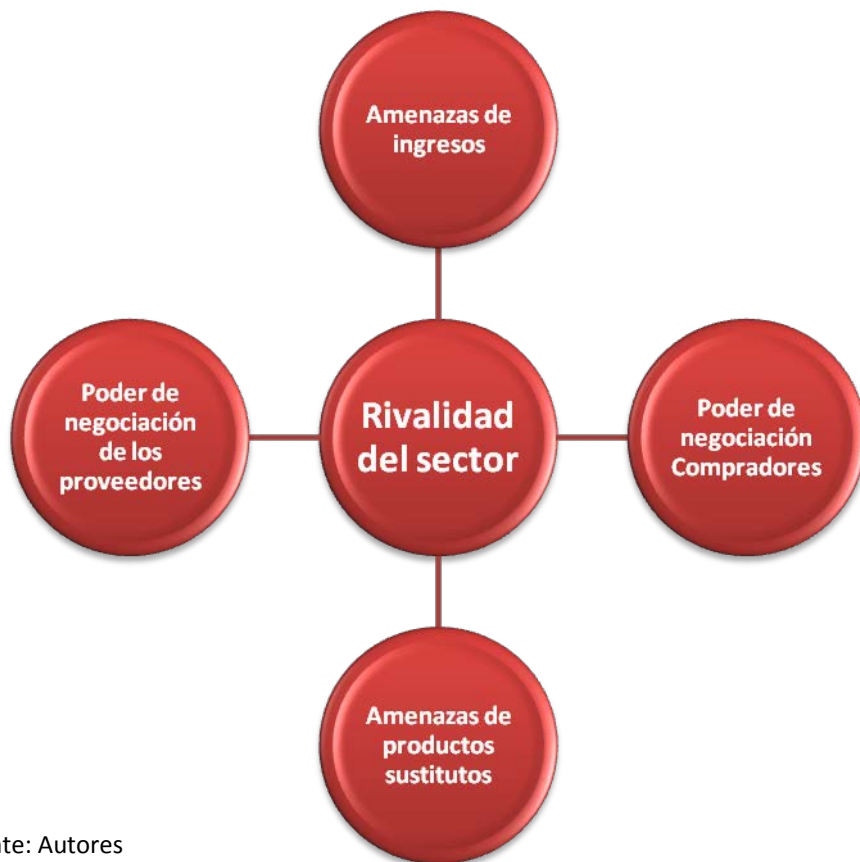 Amenazas de
ingresos
Poder de
negociación
de los
proveedores
Rivalidad
del sector
Poder de
negociación
Compradores
Amenazas de
productos
sustitutos
nte: Autores